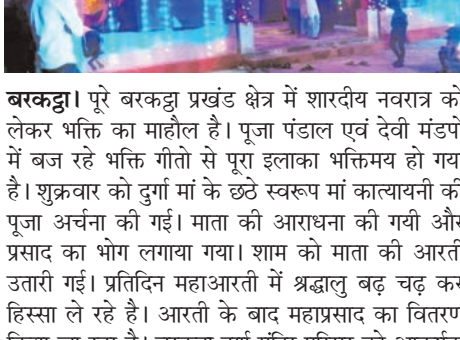 बरकट्ठा। पूरे बरकट्ठा प्रखंड क्षेत्र में शारदीय नवरात्र को
लेकर भक्ति का माहौल है। पूजा पंडाल एवं देवी मंडपो
में बज रहे भक्ति गीतो से पूरा इलाका भक्तिमय हो गय
है। शुक्रवार को दुर्गा मां के छठे स्वरूप मां कात्यायनी की
पूजा अर्चना की गई। माता की आराधना की गयी और
प्रसाद का भोग लगाया गया। शाम को माता की आरती
उतारी गई। प्रतिदिन महाआरती में श्रद्धालु बढ़ चढ़ कर
हिस्सा ले रहे है। आरती के बाद महाप्रसाद का वितरण